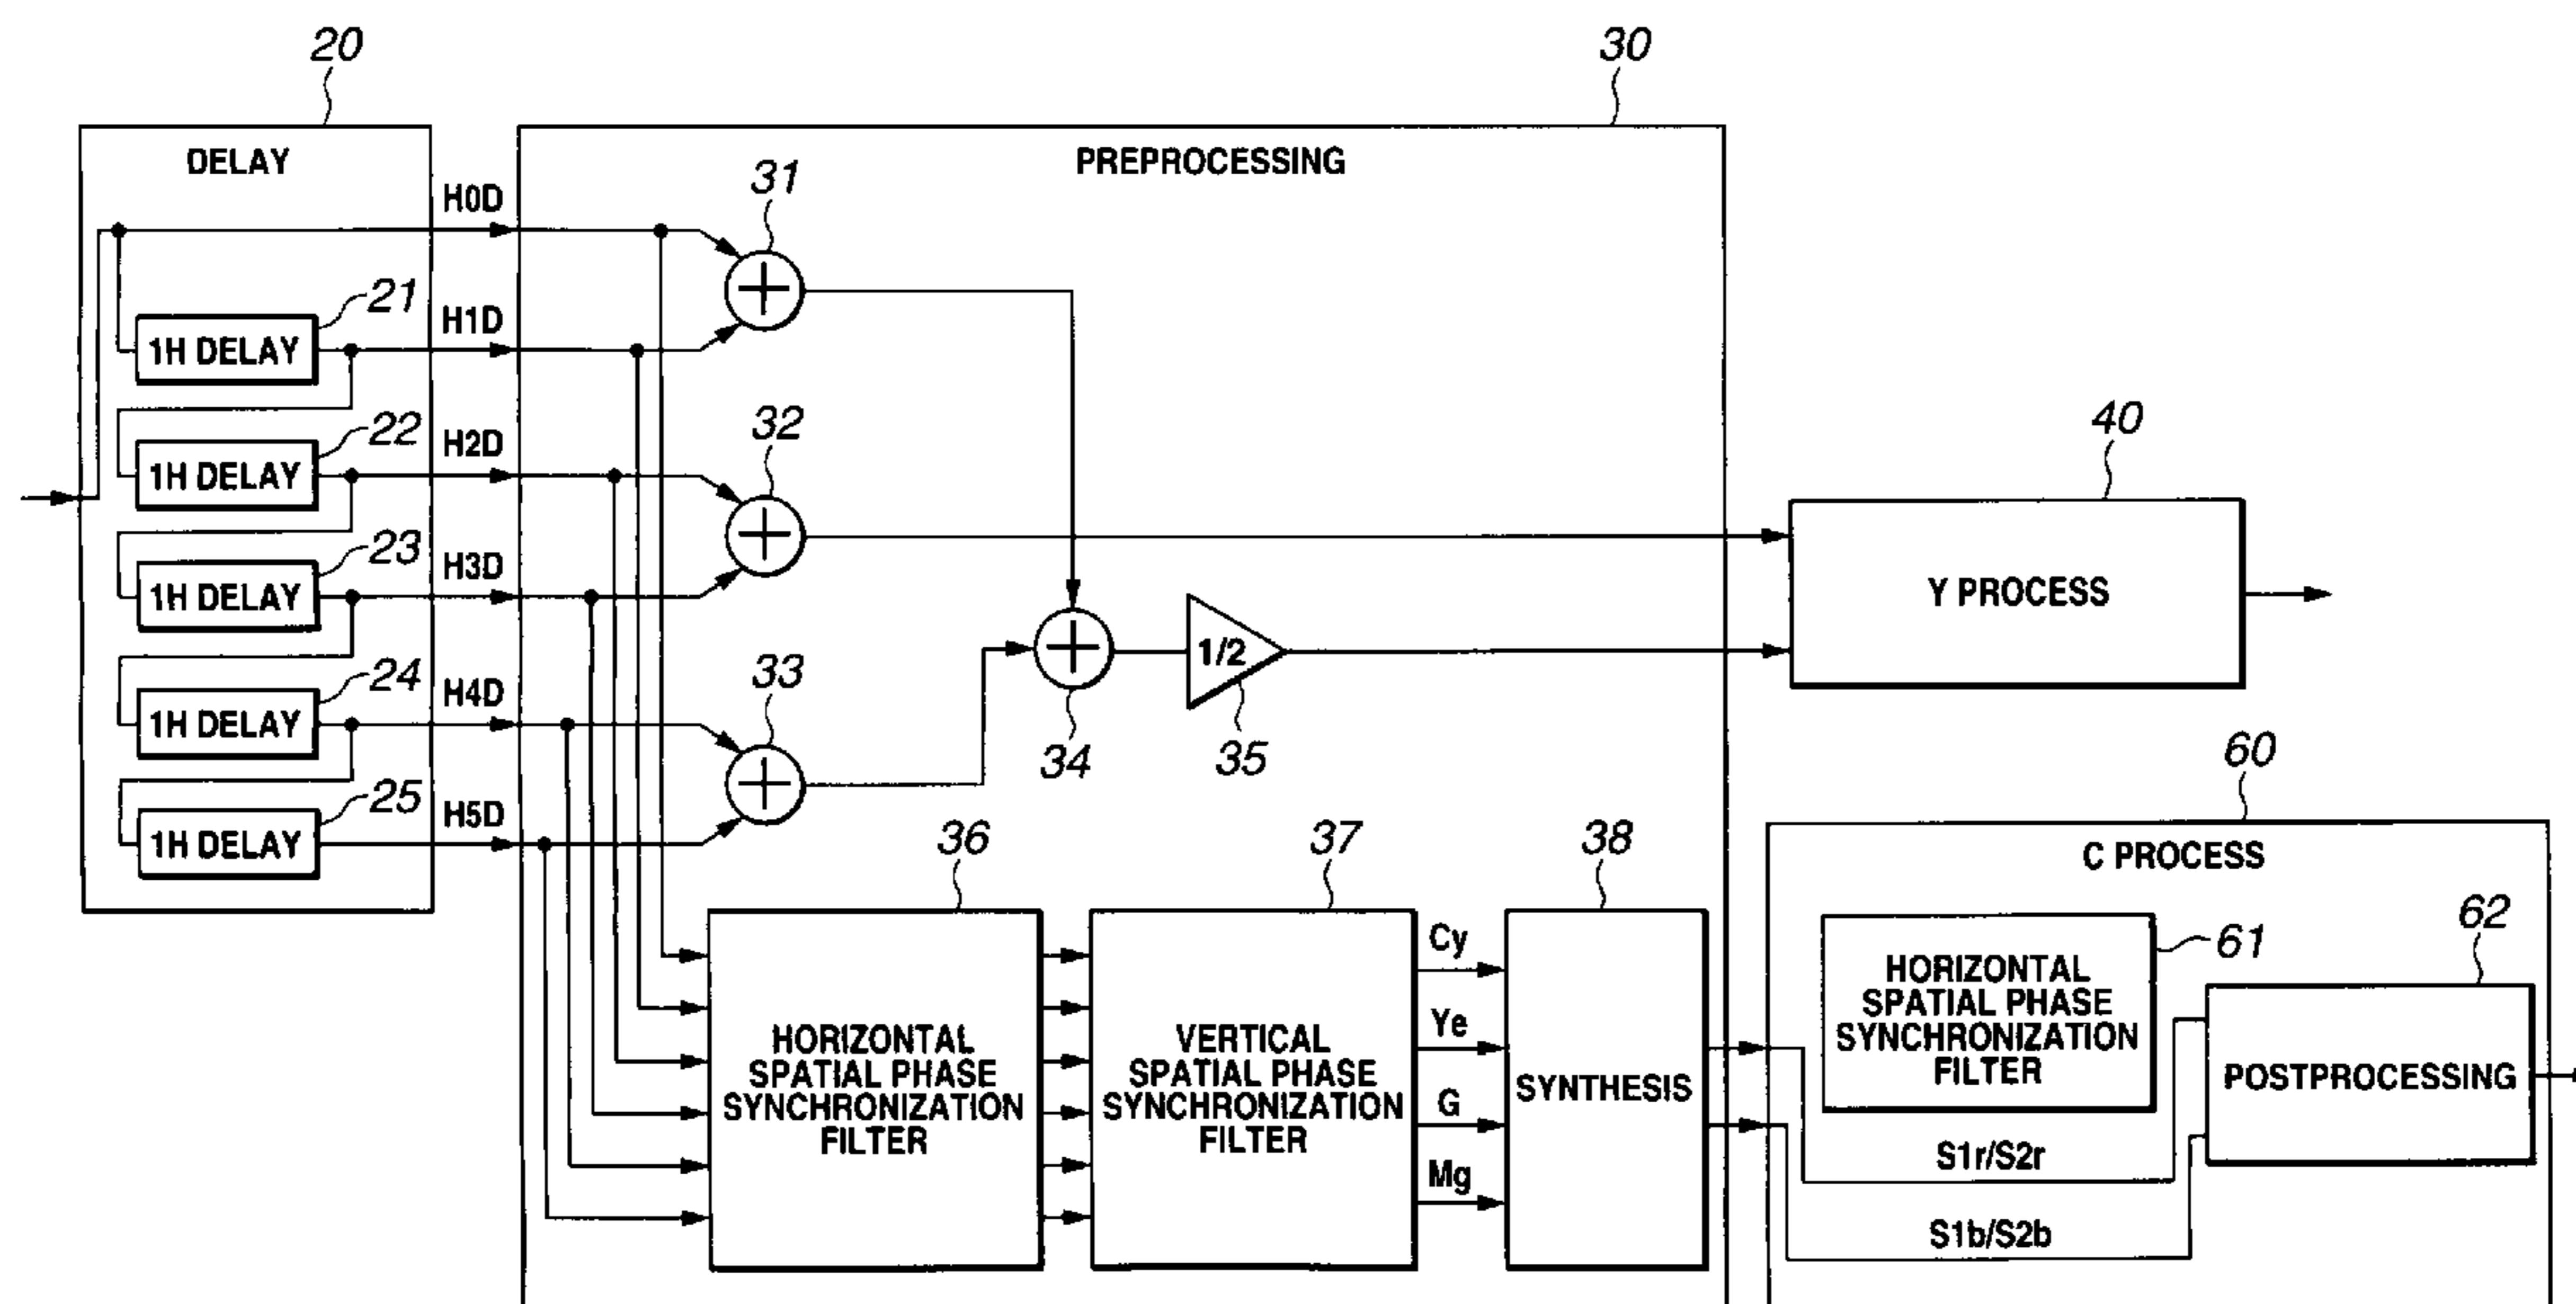 20
30
DELAY
PREPROCESSING
H0D
31
21
H1D
1H DELAY
22
H2D
32
1H DELAY
40
23
H3D
1H DELAY
Y PROCESS
24
H4D
33
1/2
1H DELAY
34
35
25
H5D
1H DELAY
60
36
37
38
C PROCESS
62
61
Cy
HORIZONTAL
SPATIAL PHASE
SYNCHRONIZATION
FILTER
Ye
HORIZONTAL
SPATIAL PHASE
SYNCHRONIZATION
FILTER
VERTICAL
SPATIAL PHASE
SYNCHRONIZATION
FILTER
G
SYNTHESIS
POSTPROCESSING
Mg
S1r/S2r
S1b/S2b